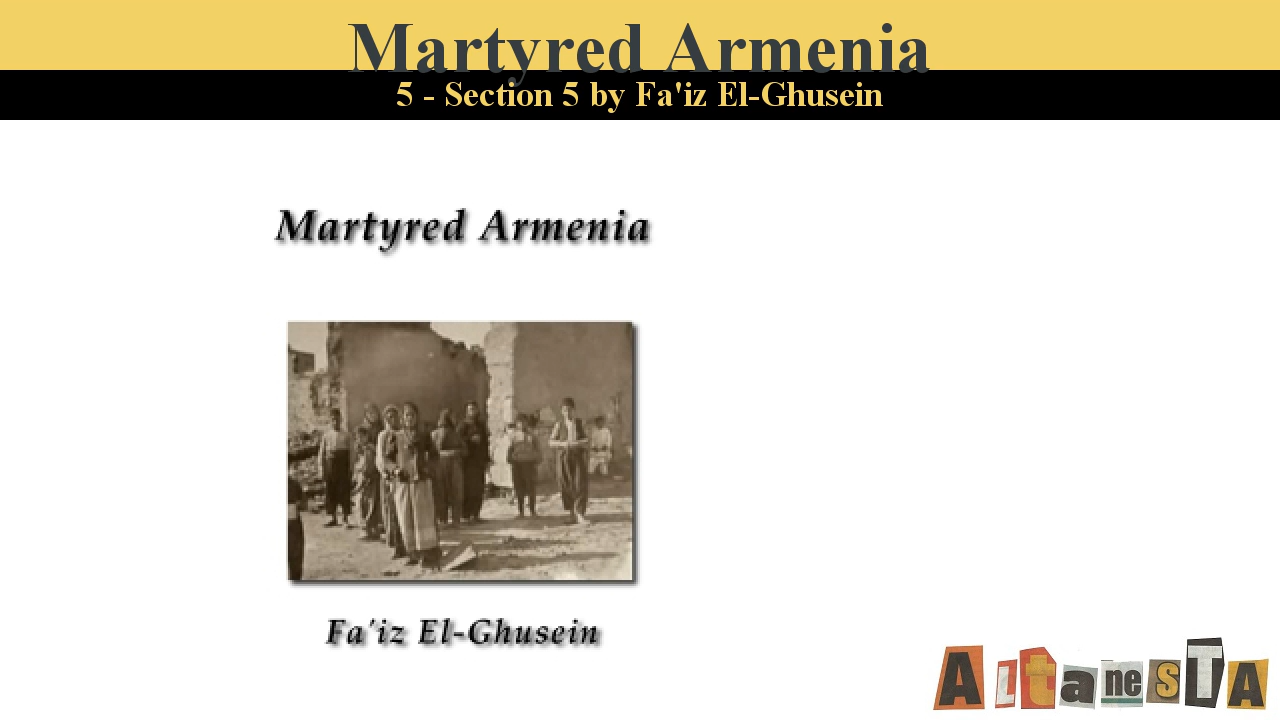 Martyred Armenia
5 - Section 5 by Fa'iz El-Ghusein
Martyred Armenia
Fa'iz El-Ghusein
AltanesTA